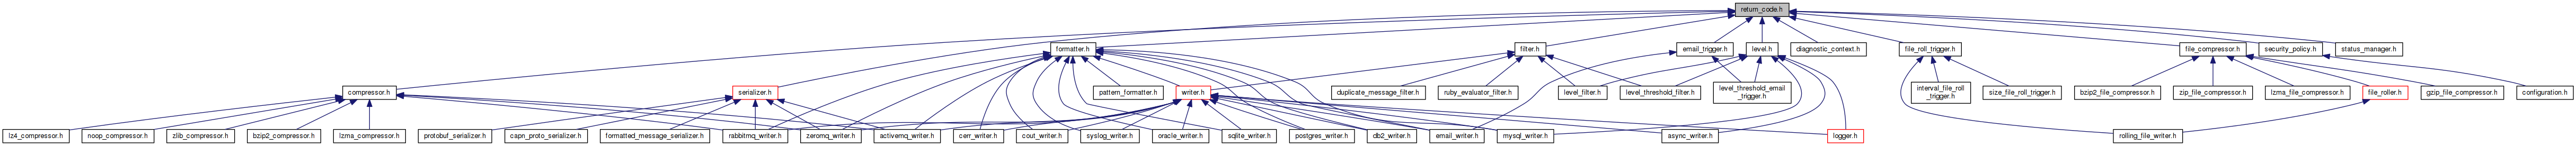 return_code.h
formatter.h
filter.h
email_trigger.h
level.h
diagnostic_context.h
file_roll_trigger.h
file_compressor.h
security_policy.h
status_manager.h
compressor.h
serializer.h
pattern_formatter.h
writer.h
duplicate_message_filter.h
ruby_evaluator_filter.h
level_filter.h
level_threshold_filter.h
level_threshold_email
_trigger.h
interval_file_roll
_trigger.h
size_file_roll_trigger.h
bzip2_file_compressor.h
zip_file_compressor.h
lzma_file_compressor.h
file_roller.h
gzip_file_compressor.h
configuration.h
lz4_compressor.h
noop_compressor.h
zlib_compressor.h
bzip2_compressor.h
lzma_compressor.h
protobuf_serializer.h
capn_proto_serializer.h
formatted_message_serializer.h
rabbitmq_writer.h
zeromq_writer.h
activemq_writer.h
cerr_writer.h
cout_writer.h
syslog_writer.h
oracle_writer.h
sqlite_writer.h
postgres_writer.h
db2_writer.h
email_writer.h
mysql_writer.h
async_writer.h
logger.h
rolling_file_writer.h